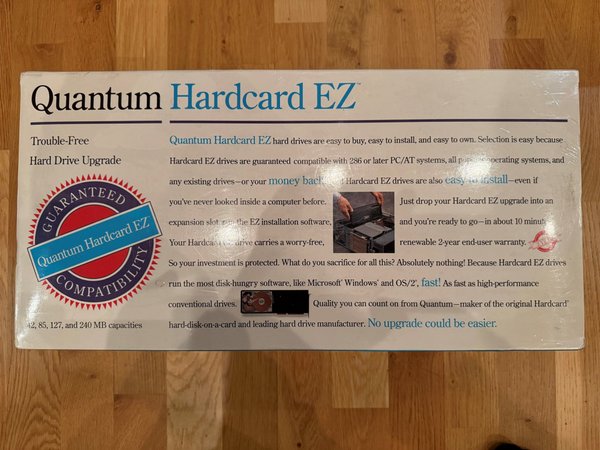 Quantum Hardcard EZ™
Trouble-Free
Hard Drive Upgrade
GUARANTEED
Quantum Hardcard EZ™
COMPATIBILITY
42, 85, 127, and 240 MB capacities
Quantum Hardcard EZ hard drives are easy to buy, easy to install, and easy to own. Selection is easy because
Hardcard EZ drives are guaranteed compatible with 286 or later PC/AT systems, all operating systems, and
any existing drives—or your money back. Hardcard EZ drives are also easy to install—even if
you've never looked inside a computer before. Just drop your Hardcard EZ upgrade into an
expansion slot, run the EZ installation software, and you're ready to go—in about 10 minutes.
Your Hardcard EZ drive carries a worry-free, renewable 2-year end-user warranty.
So your investment is protected. What do you sacrifice for all this? Absolutely nothing! Because Hardcard EZ drives
run the most disk-hungry software, like Microsoft® Windows™ and OS/2®, fast! As fast as high-performance
conventional drives. Quality you can count on from Quantum—maker of the original Hardcard®
hard-disk-on-a-card and leading hard drive manufacturer. No upgrade could be easier.